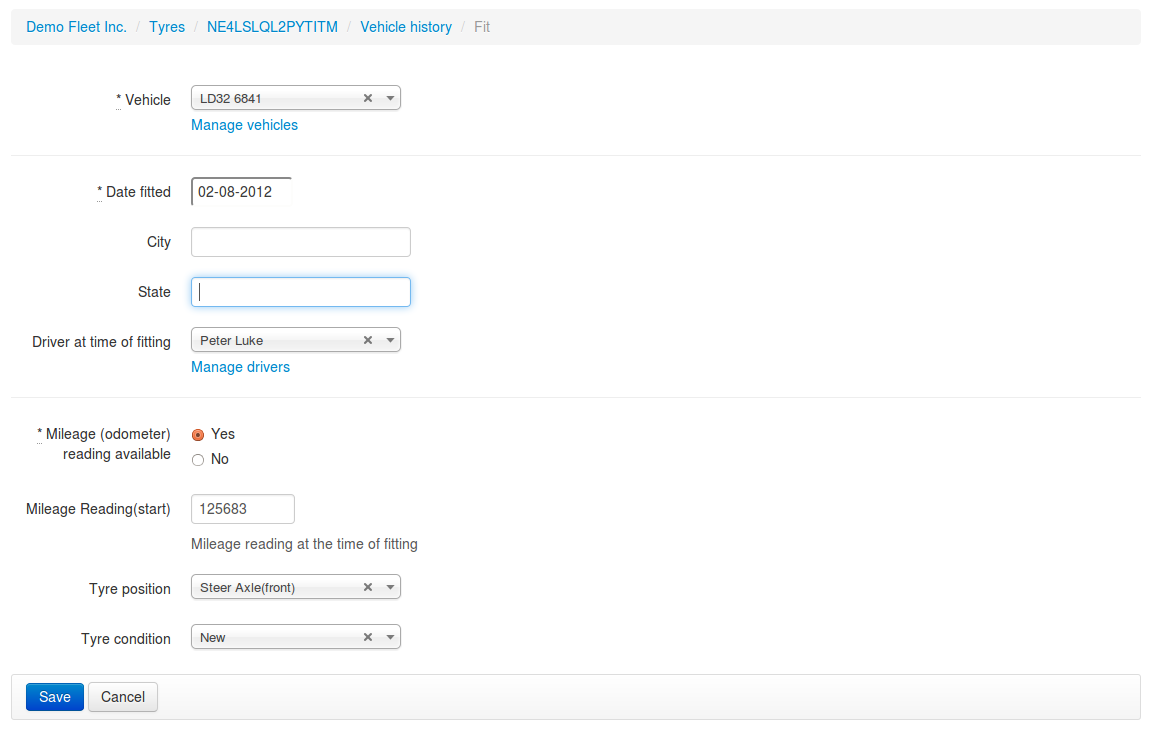 Demo Fleet Inc. / Tyres / NE4LSLQL2PYTITM / Vehicle history / Fit
* Vehicle LD32 6841
Manage vehicles
* Date fitted 02-08-2012
City
State
Driver at time of fitting Peter Luke
Manage drivers
* Mileage (odometer) reading available
Yes
No
Mileage Reading(start) 125683
Mileage reading at the time of fitting
Tyre position Steer Axle(front)
Tyre condition New
Save Cancel